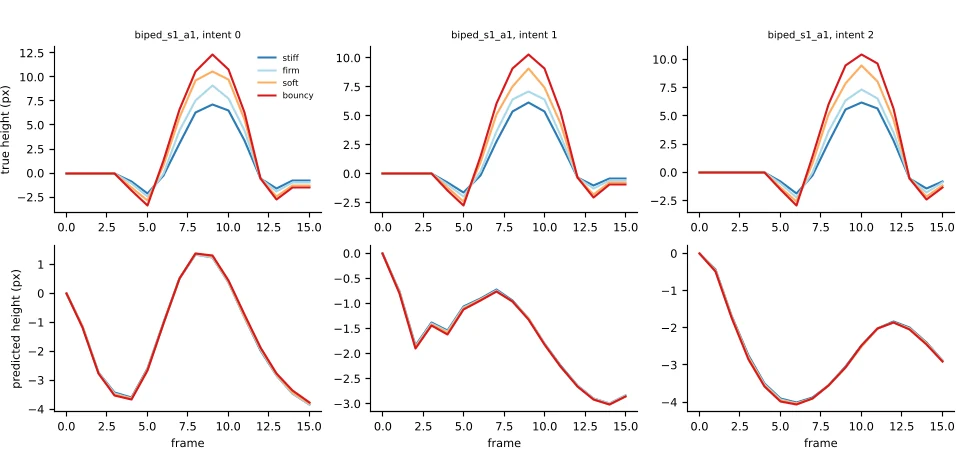 biped_s1_a1, intent 0
biped_s1_a1, intent 1
biped_s1_a1, intent 2
true height (px)
12.5
10.0
7.5
5.0
2.5
0.0
−2.5
stiff
firm
soft
bouncy
0.0 2.5 5.0 7.5 10.0 12.5 15.0
10.0
7.5
5.0
2.5
0.0
−2.5
0.0 2.5 5.0 7.5 10.0 12.5 15.0
10.0
7.5
5.0
2.5
0.0
−2.5
0.0 2.5 5.0 7.5 10.0 12.5 15.0
predicted height (px)
1
0
−1
−2
−3
−4
0.0 2.5 5.0 7.5 10.0 12.5 15.0
frame
0.0
−0.5
−1.0
−1.5
−2.0
−2.5
−3.0
0.0 2.5 5.0 7.5 10.0 12.5 15.0
frame
0
−1
−2
−3
−4
0.0 2.5 5.0 7.5 10.0 12.5 15.0
frame